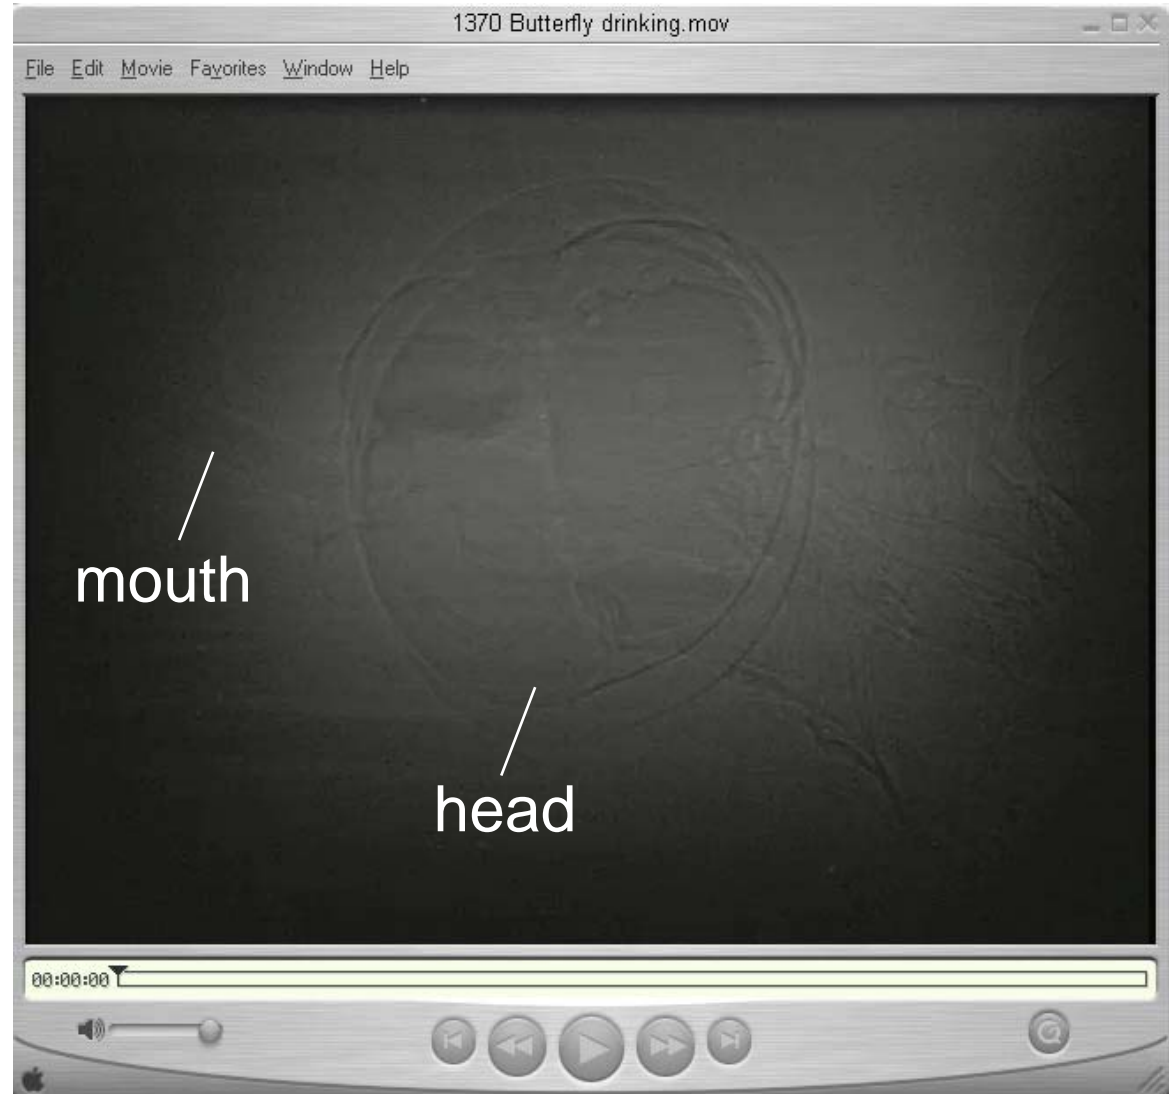 1370 Butterfly drinking.mov
File Edit Movie Favorites Window Help
mouth
head
00:00:00